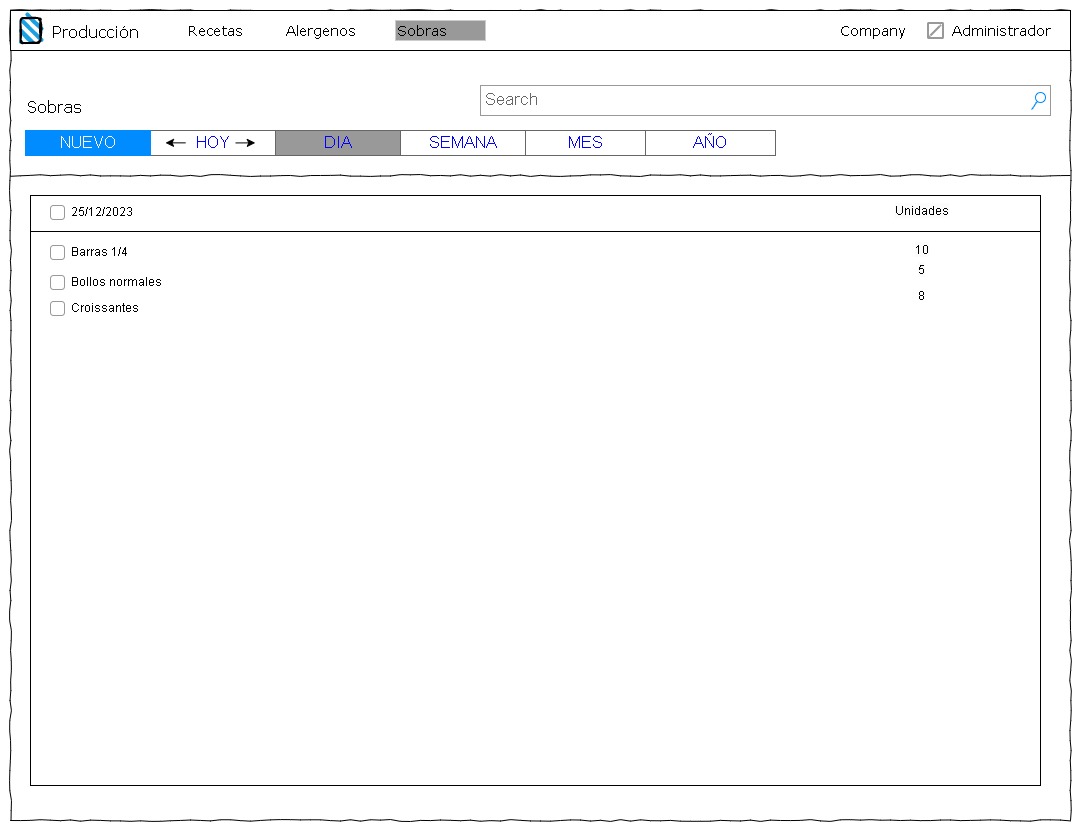 Producción Recetas Alergenos Sobras Company Administrador
Sobras
Search
NUEVO HOY DIA SEMANA MES AÑO
25/12/2023 Unidades
Barras 1/4 10
Bollos normales 5
Croissantes 8